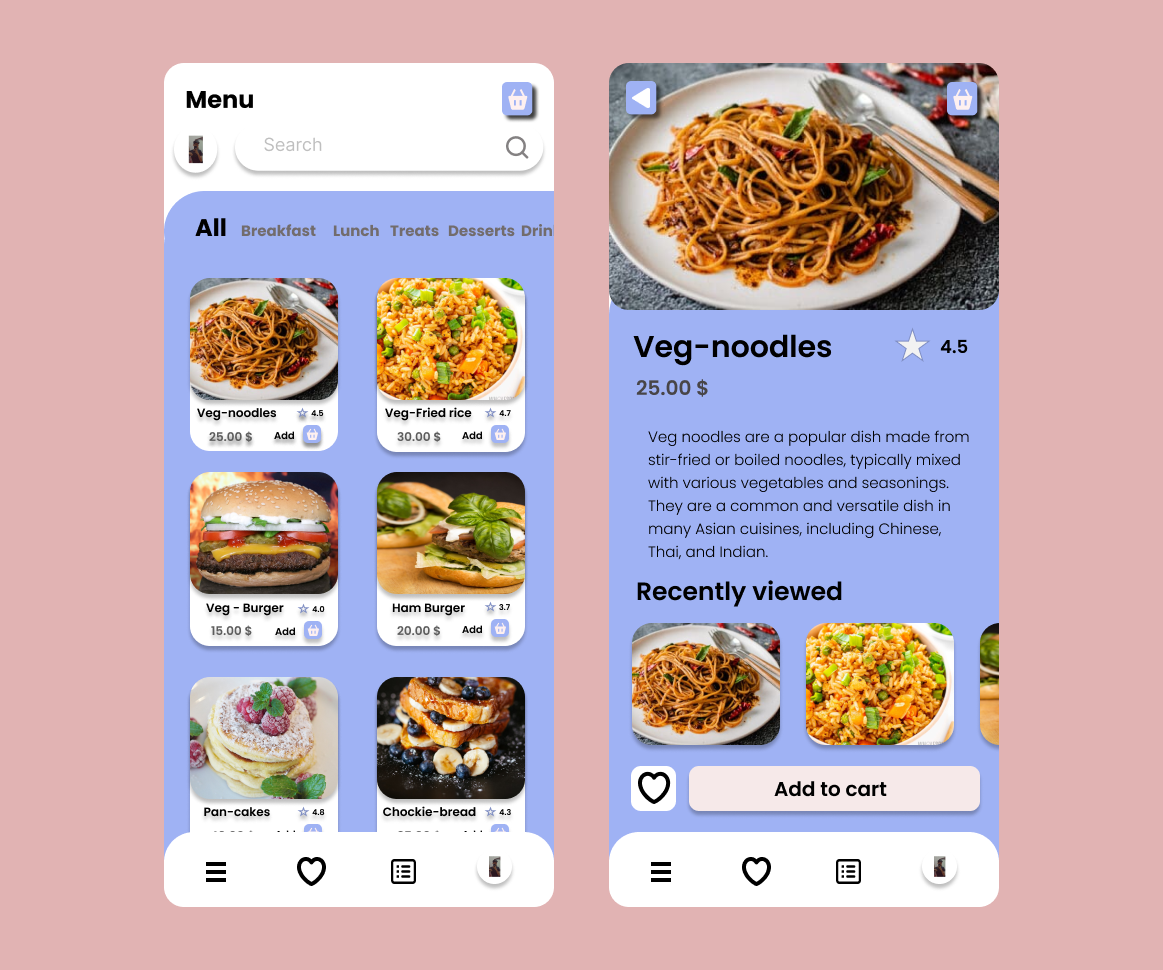 Menu
Search
All Breakfast Lunch Treats Desserts Drin
Veg-noodles 4.5
25.00 $ Add
Veg-Fried rice 4.7
30.00 $ Add
Veg - Burger 4.0
15.00 $ Add
Ham Burger 3.7
20.00 $ Add
Pan-cakes 4.8
Chockie-bread 4.3
Veg-noodles 4.5
25.00 $
Veg noodles are a popular dish made from
stir-fried or boiled noodles, typically mixed
with various vegetables and seasonings.
They are a common and versatile dish in
many Asian cuisines, including Chinese,
Thai, and Indian.
Recently viewed
Add to cart